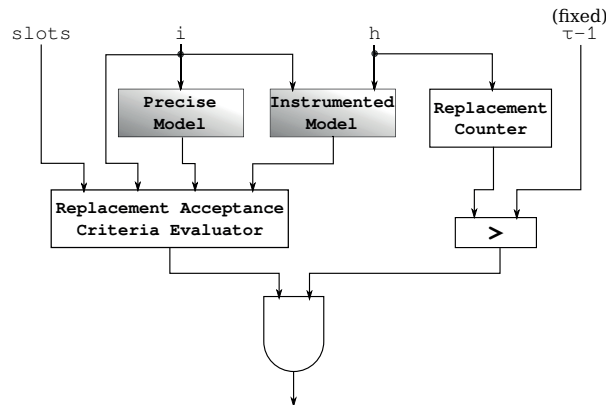 (fixed)
slots i h τ-1
Precise
Model
Instrumented
Model
Replacement
Counter
Replacement Acceptance
Criteria Evaluator
>